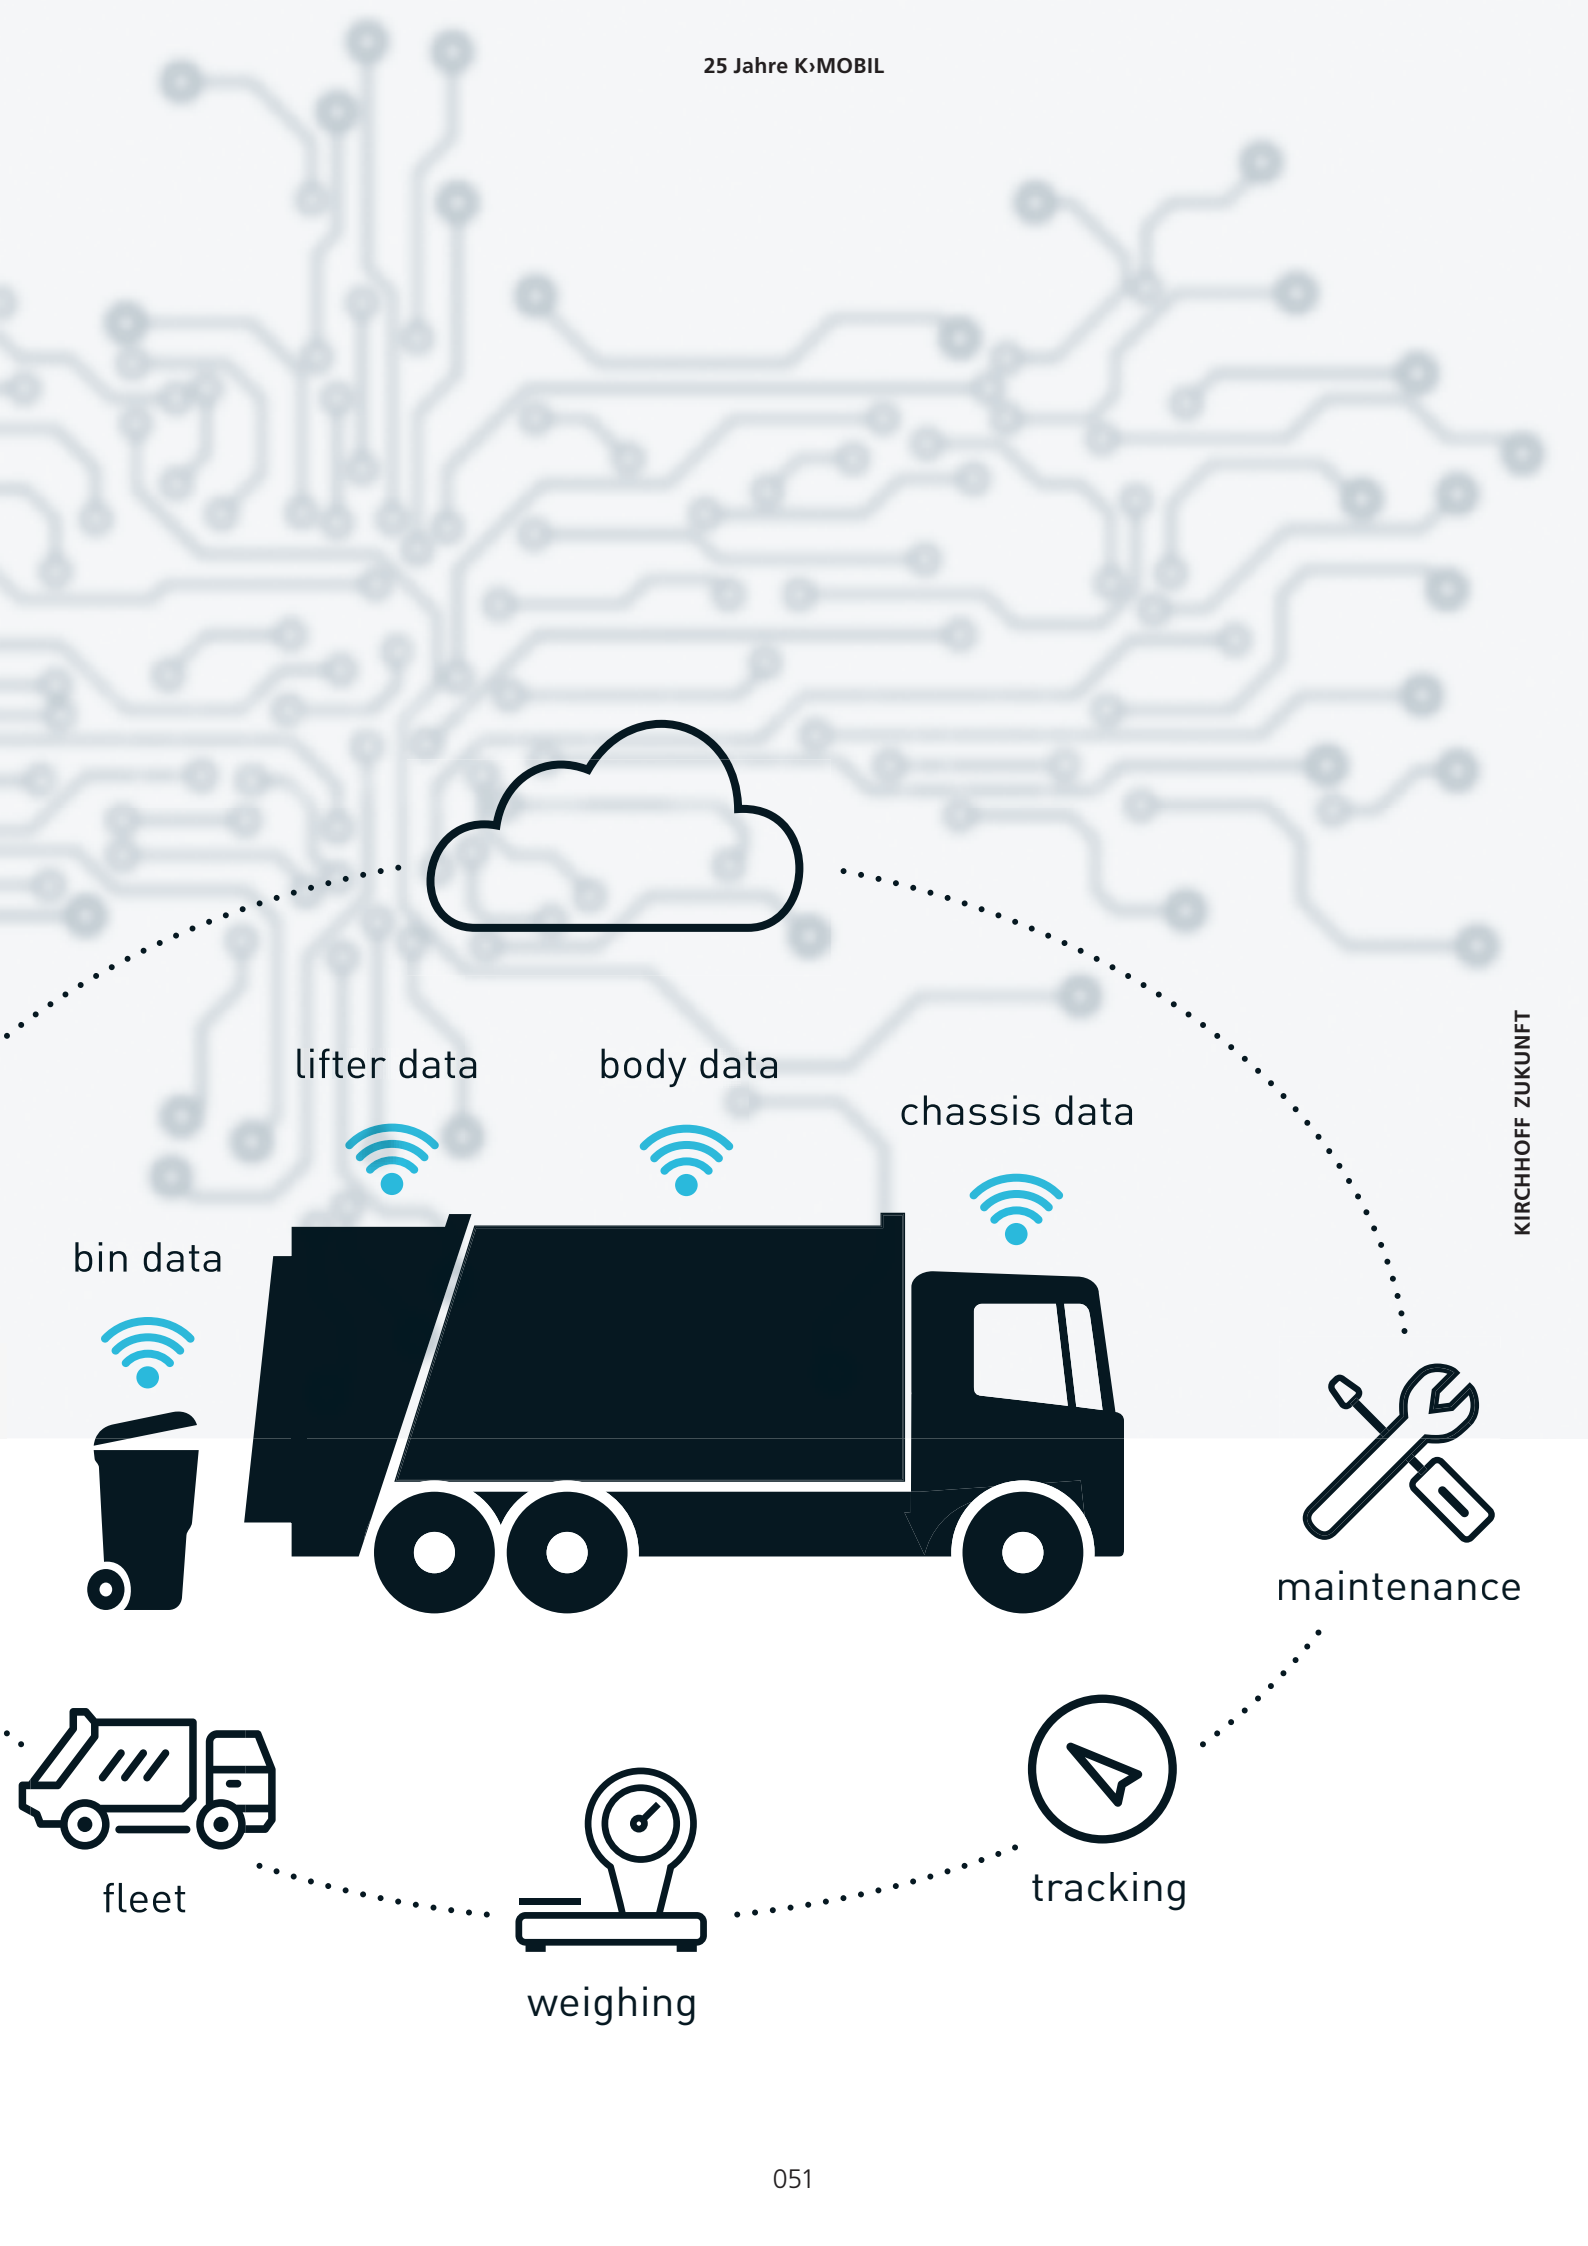 25 Jahre K›MOBIL
lifter data
body data
chassis data
bin data
KIRCHHOFF ZUKUNFT
maintenance
tracking
fleet
weighing
051